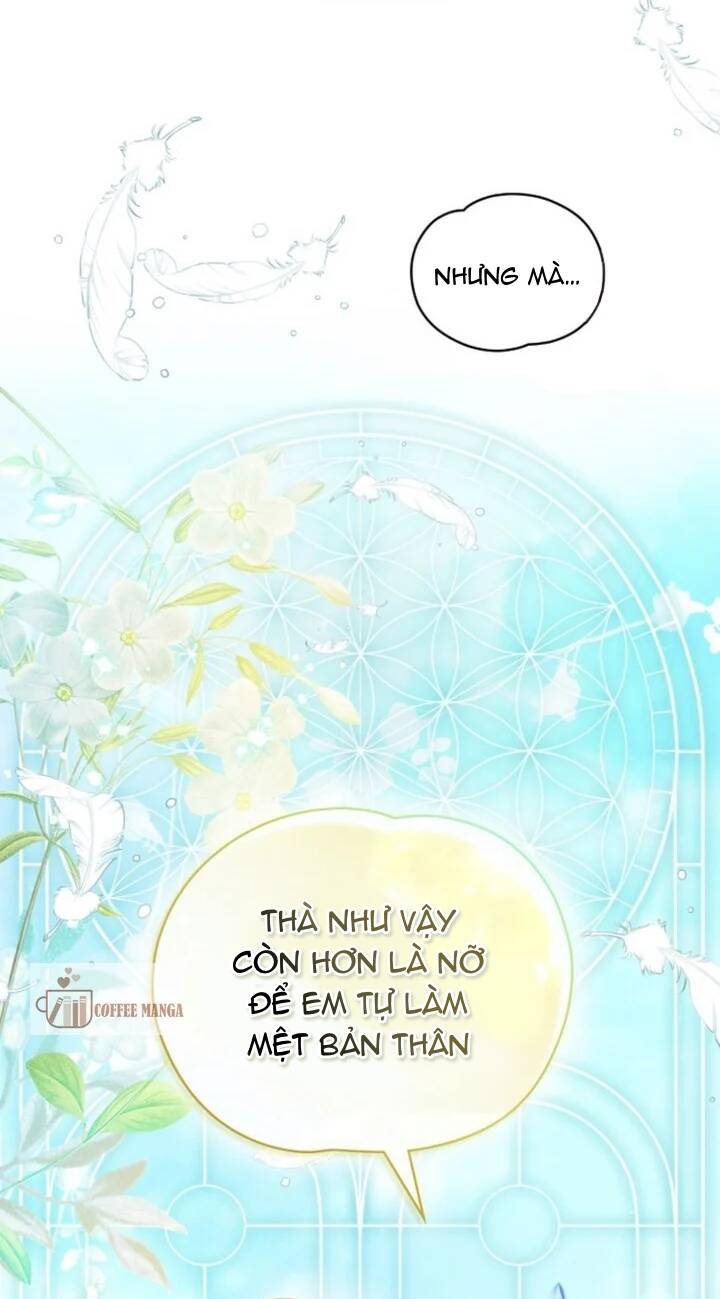 NHƯNG MÀ...
THÀ NHƯ VẬY
CÒN HƠN LÀ NỠ
ĐỂ EM TỰ LÀM
MỆT BẢN THÂN
COFFEE MANGA